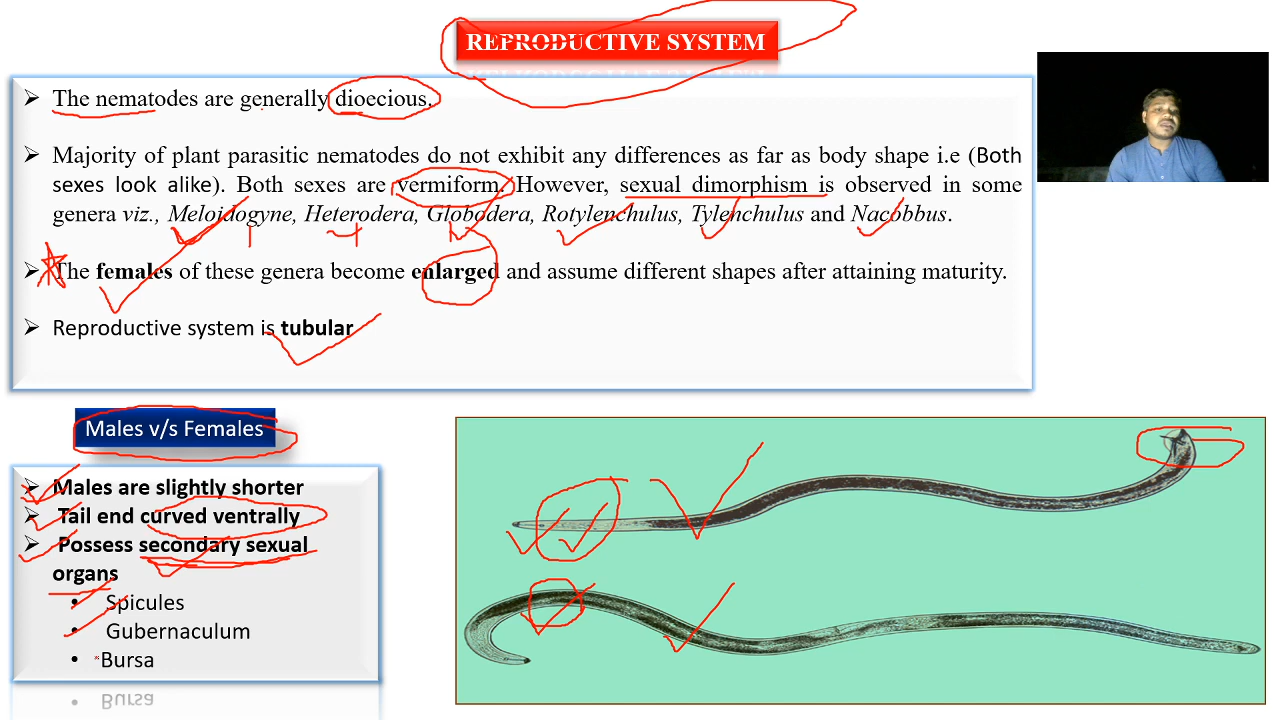 REPRODUCTIVE SYSTEM
➢ The nematodes are generally dioecious.
➢ Majority of plant parasitic nematodes do not exhibit any differences as far as body shape i.e (Both
sexes look alike). Both sexes are vermiform. However, sexual dimorphism is observed in some
genera viz., Meloidogyne, Heterodera, Globodera, Rotylenchulus, Tylenchulus and Nacobbus.
➢ The females of these genera become enlarged and assume different shapes after attaining maturity.
➢ Reproductive system is tubular
Males v/s Females
➢ Males are slightly shorter
➢ Tail end curved ventrally
➢ Possess secondary sexual
organs
• Spicules
• Gubernaculum
• Bursa